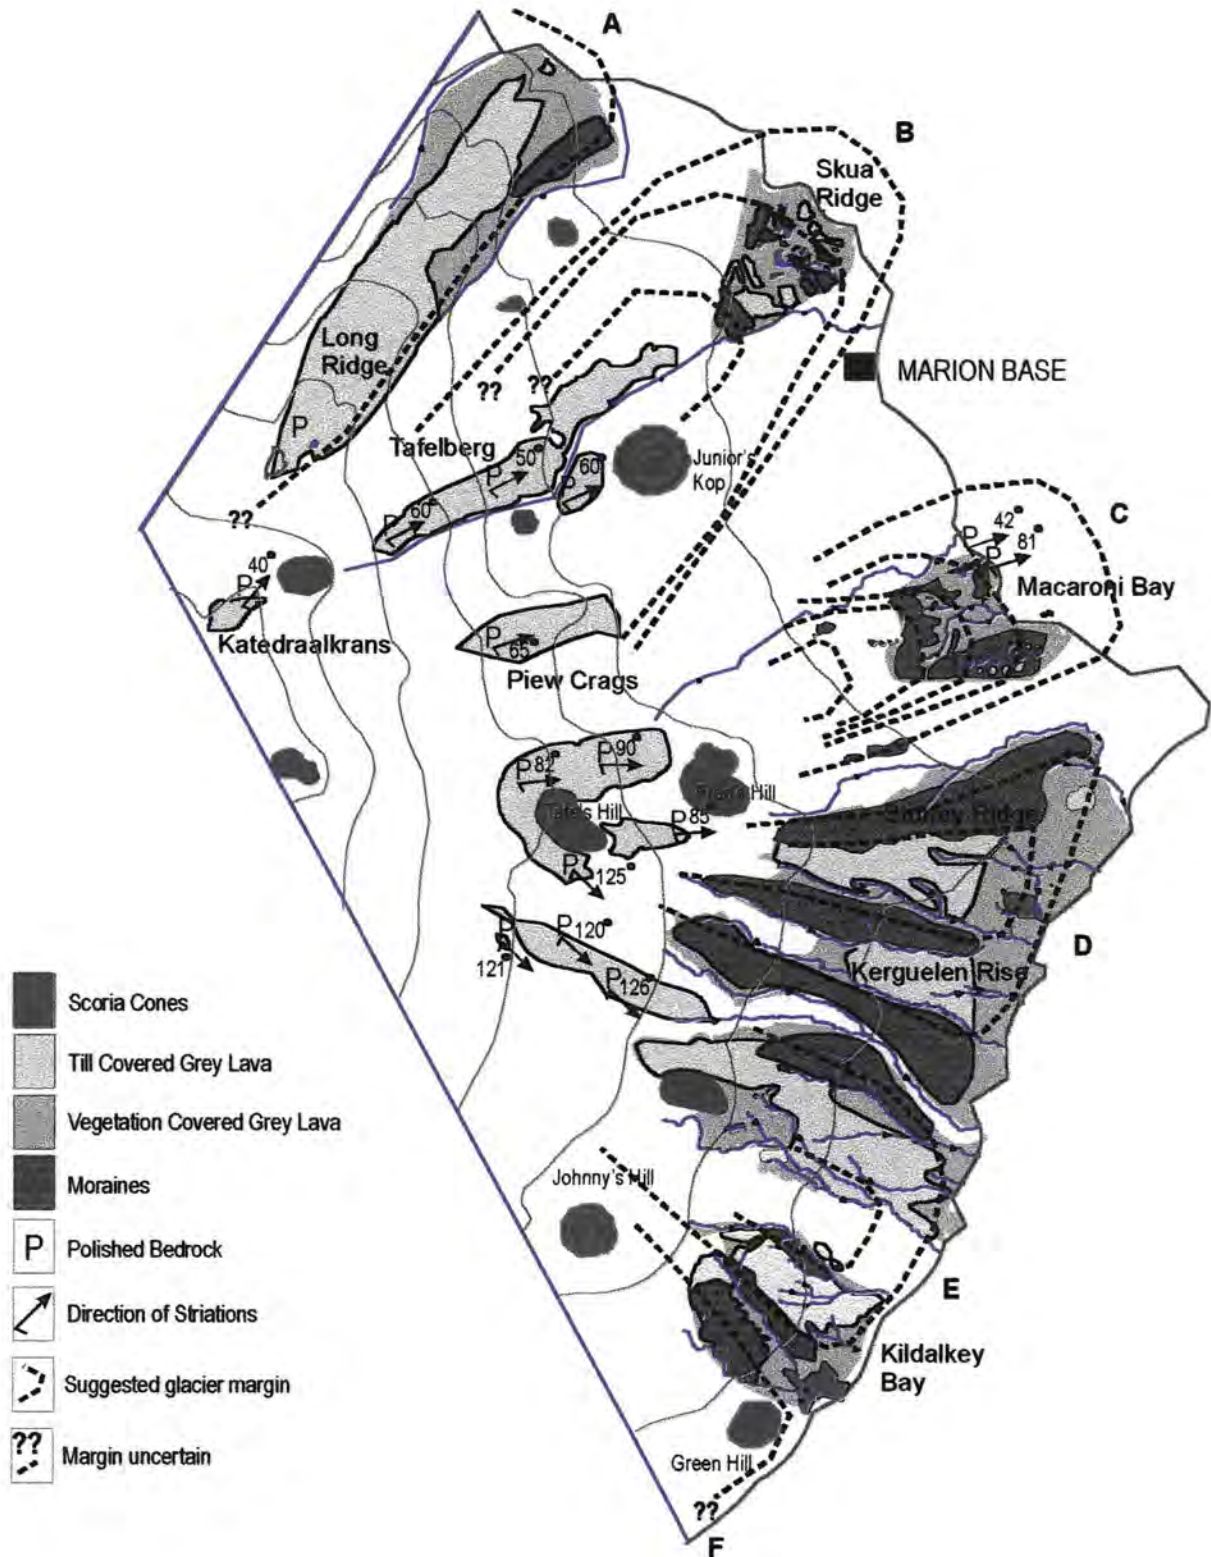 A
B
Skua
Ridge
MARION BASE
Long
Ridge
P
??
??
Tafelberg
50°
P
60°
P
60°
P
Junior's
Kop
??
C
P 42°
P 81°
Macaroni Bay
40°
P
Katedraalkrans
P
65°
Piew Crags
P 82°
P 90°
Fred's Hill
P 85°
P
125°
P
121°
P 120°
P 126°
D
Kerguelen Rise
Scoria Cones
Till Covered Grey Lava
Vegetation Covered Grey Lava
Moraines
P Polished Bedrock
Direction of Striations
Suggested glacier margin
?? Margin uncertain
Johnny's Hill
E
Kildalkey
Bay
Green Hill
??
F